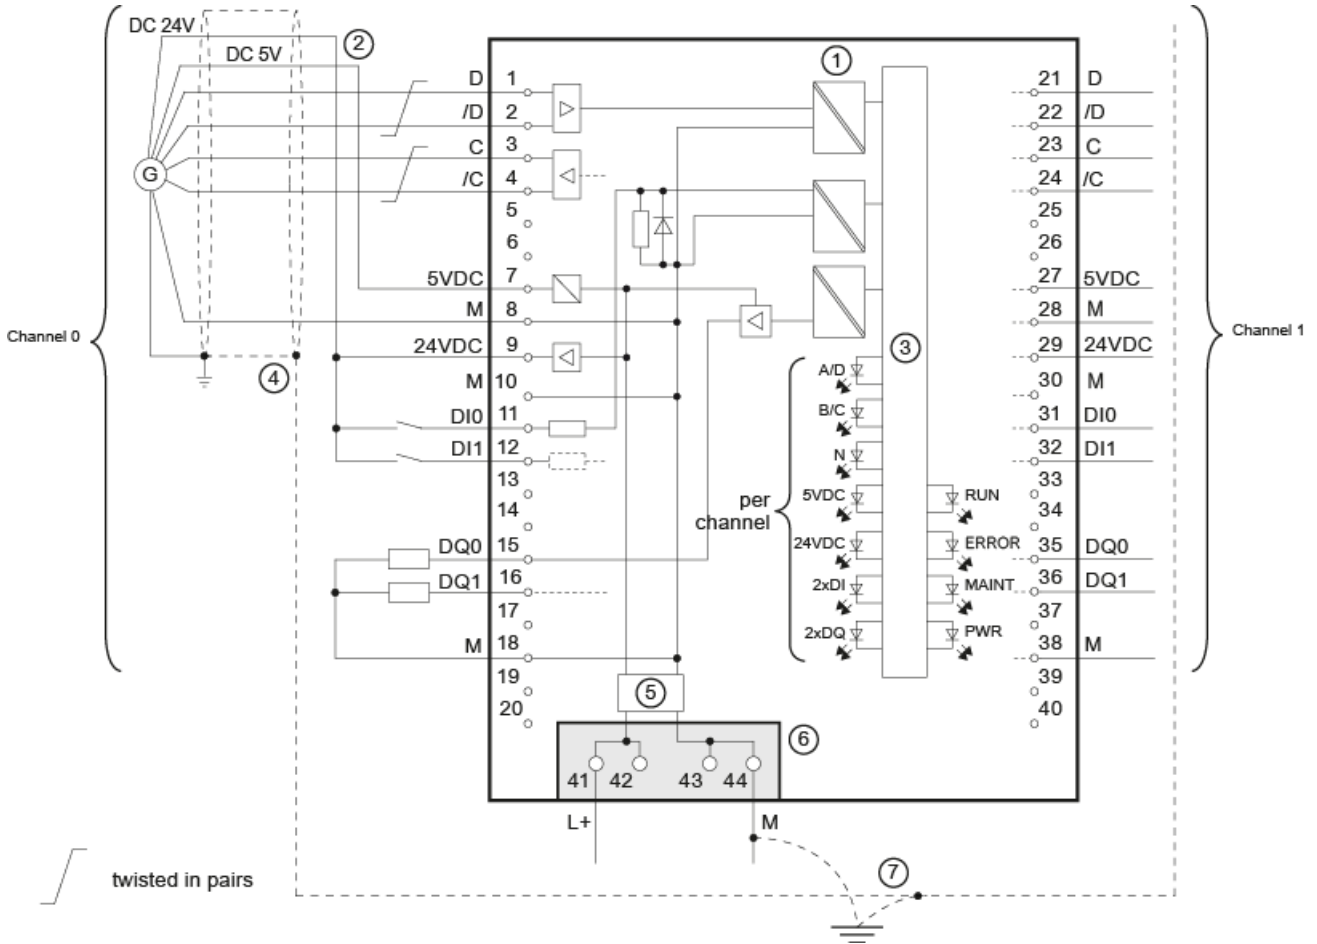 DC 24V
DC 5V
2
1
D 1
/D 2
C 3
/C 4
5
6
5VDC 7
M 8
24VDC 9
M 10
DI0 11
DI1 12
13
14
DQ0 15
DQ1 16
17
M 18
19
20
G
Channel 0
4
3
A/D
B/C
N
5VDC
24VDC
2xDI
2xDQ
per
channel
RUN
ERROR
MAINT
PWR
21 D
22 /D
23 C
24 /C
25
26
27 5VDC
28 M
29 24VDC
30 M
31 DI0
32 DI1
33
34
35 DQ0
36 DQ1
37
38 M
39
40
Channel 1
5
6
41 42 43 44
L+ M
7
twisted in pairs